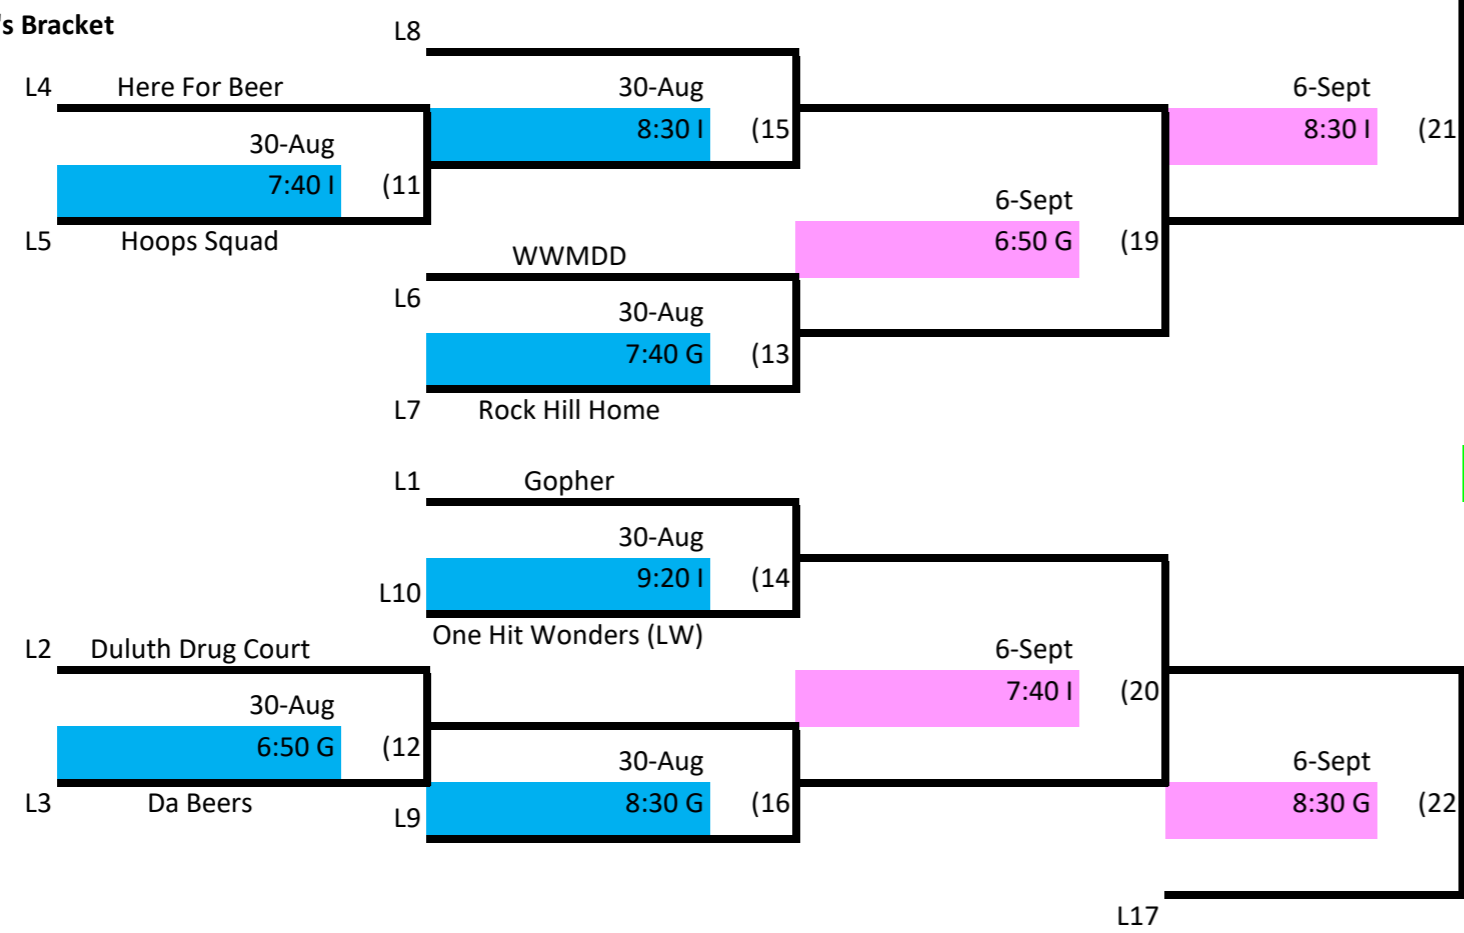 's Bracket
L8
L4 Here For Beer
30-Aug
6-Sept
30-Aug
8:30 I (15
8:30 I (21
7:40 I (11
6-Sept
L5 Hoops Squad
6:50 G (19
WWMDD
L6
30-Aug
7:40 G (13
L7 Rock Hill Home
L1 Gopher
30-Aug
9:20 I (14
L10
One Hit Wonders (LW)
L2 Duluth Drug Court
6-Sept
30-Aug
7:40 I (20
6:50 G (12
30-Aug
6-Sept
L3 Da Beers
8:30 G (16
8:30 G (22
L9
L17